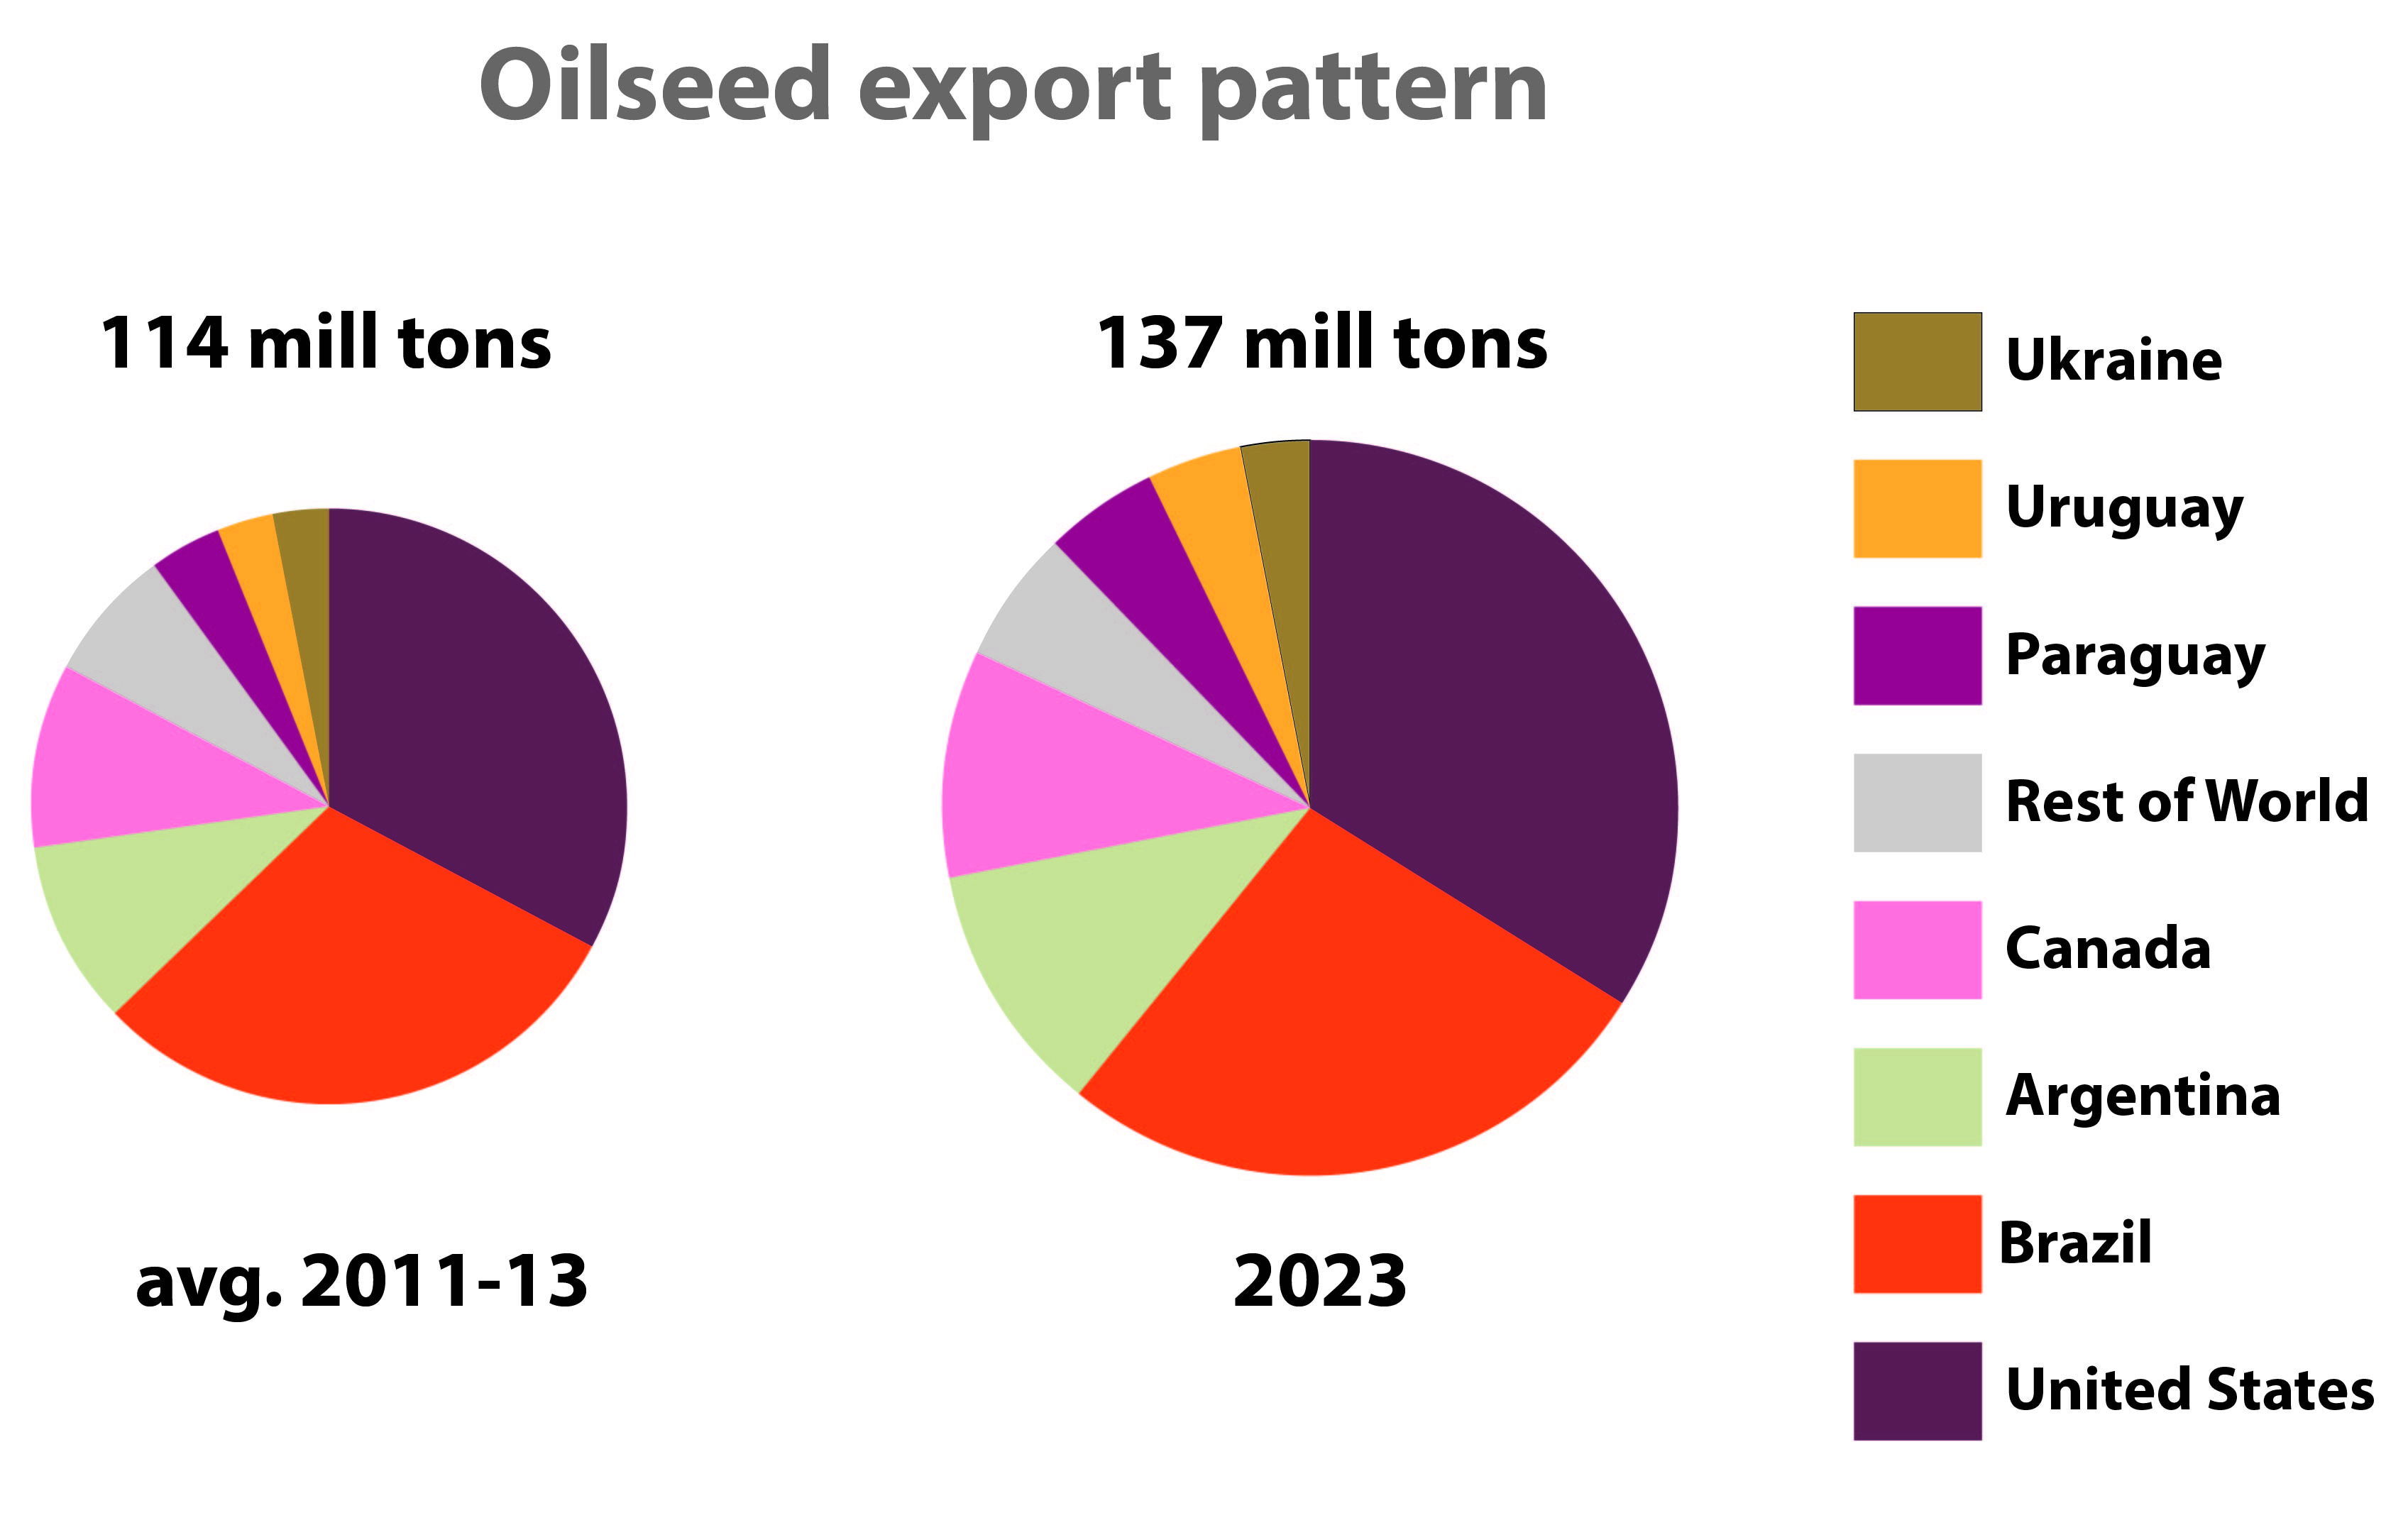 Oilseed export pattern
114 mill tons
137 mill tons
avg. 2011-13
2023
Ukraine
Uruguay
Paraguay
Rest of World
Canada
Argentina
Brazil
United States